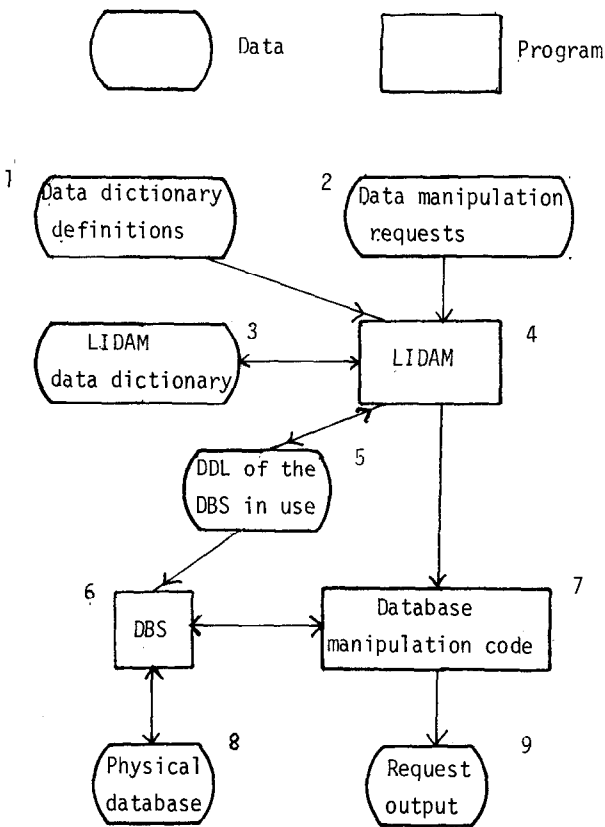 Data
Program
1
Data dictionary
definitions
2
Data manipulation
requests
3
LIDAM
data dictionary
4
LIDAM
5
DDL of the
DBS in use
6
DBS
7
Database
manipulation code
8
Physical
database
9
Request
output